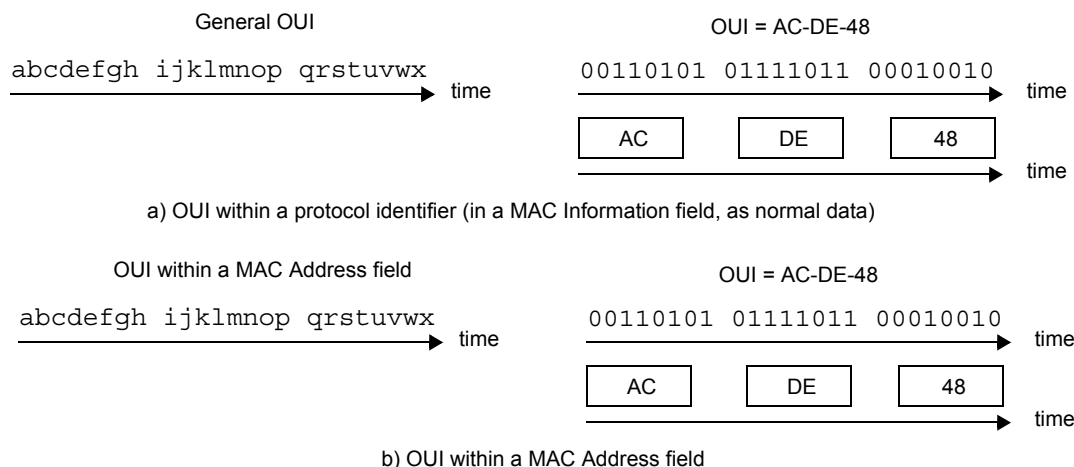 General OUI
OUI = AC-DE-48
abcdefgh ijklmnop qrstuvwx
time
00110101 01111011 00010010
time
AC DE 48
time
a) OUI within a protocol identifier (in a MAC Information field, as normal data)
OUI within a MAC Address field
OUI = AC-DE-48
abcdefgh ijklmnop qrstuvwx
time
00110101 01111011 00010010
time
AC DE 48
time
b) OUI within a MAC Address field